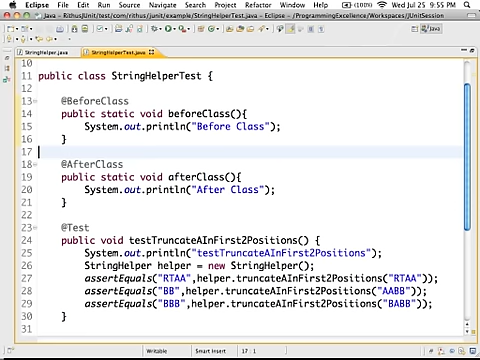 Eclipse File Edit Source Refactor Navigate Search Project Run Window Help (100%) Wed Jul 25 9:55 PM
Java – RithusJUnit/test/com/rithus/junit/example/StringHelperTest.java – Eclipse – /ProgrammingExcellence/Workspaces/JUnitSession
Java
StringHelper.java StringHelperTest.java
10
11 public class StringHelperTest {
12
13 @BeforeClass
14 public static void beforeClass(){
15 System.out.println("Before Class");
16 }
17
18 @AfterClass
19 public static void afterClass(){
20 System.out.println("After Class");
21 }
22
23 @Test
24 public void testTruncateAInFirst2Positions() {
25 System.out.println("testTruncateAInFirst2Positions");
26 StringHelper helper = new StringHelper();
27 assertEquals("RTAA",helper.truncateAInFirst2Positions("RTAA"));
28 assertEquals("BB",helper.truncateAInFirst2Positions("AABB"));
29 assertEquals("BBB",helper.truncateAInFirst2Positions("BABB"));
30 }
31
Writable Smart Insert 17 : 1